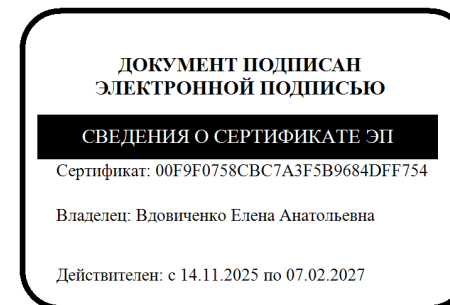 ДОКУМЕНТ ПОДПИСАН
ЭЛЕКТРОННОЙ ПОДПИСЬЮ
СВЕДЕНИЯ О СЕРТИФИКАТЕ ЭП
Сертификат: 00F9F0758CBC7A3F5B9684DFF754
Владелец: Вдовиченко Елена Анатольевна
Действителен: с 14.11.2025 по 07.02.2027